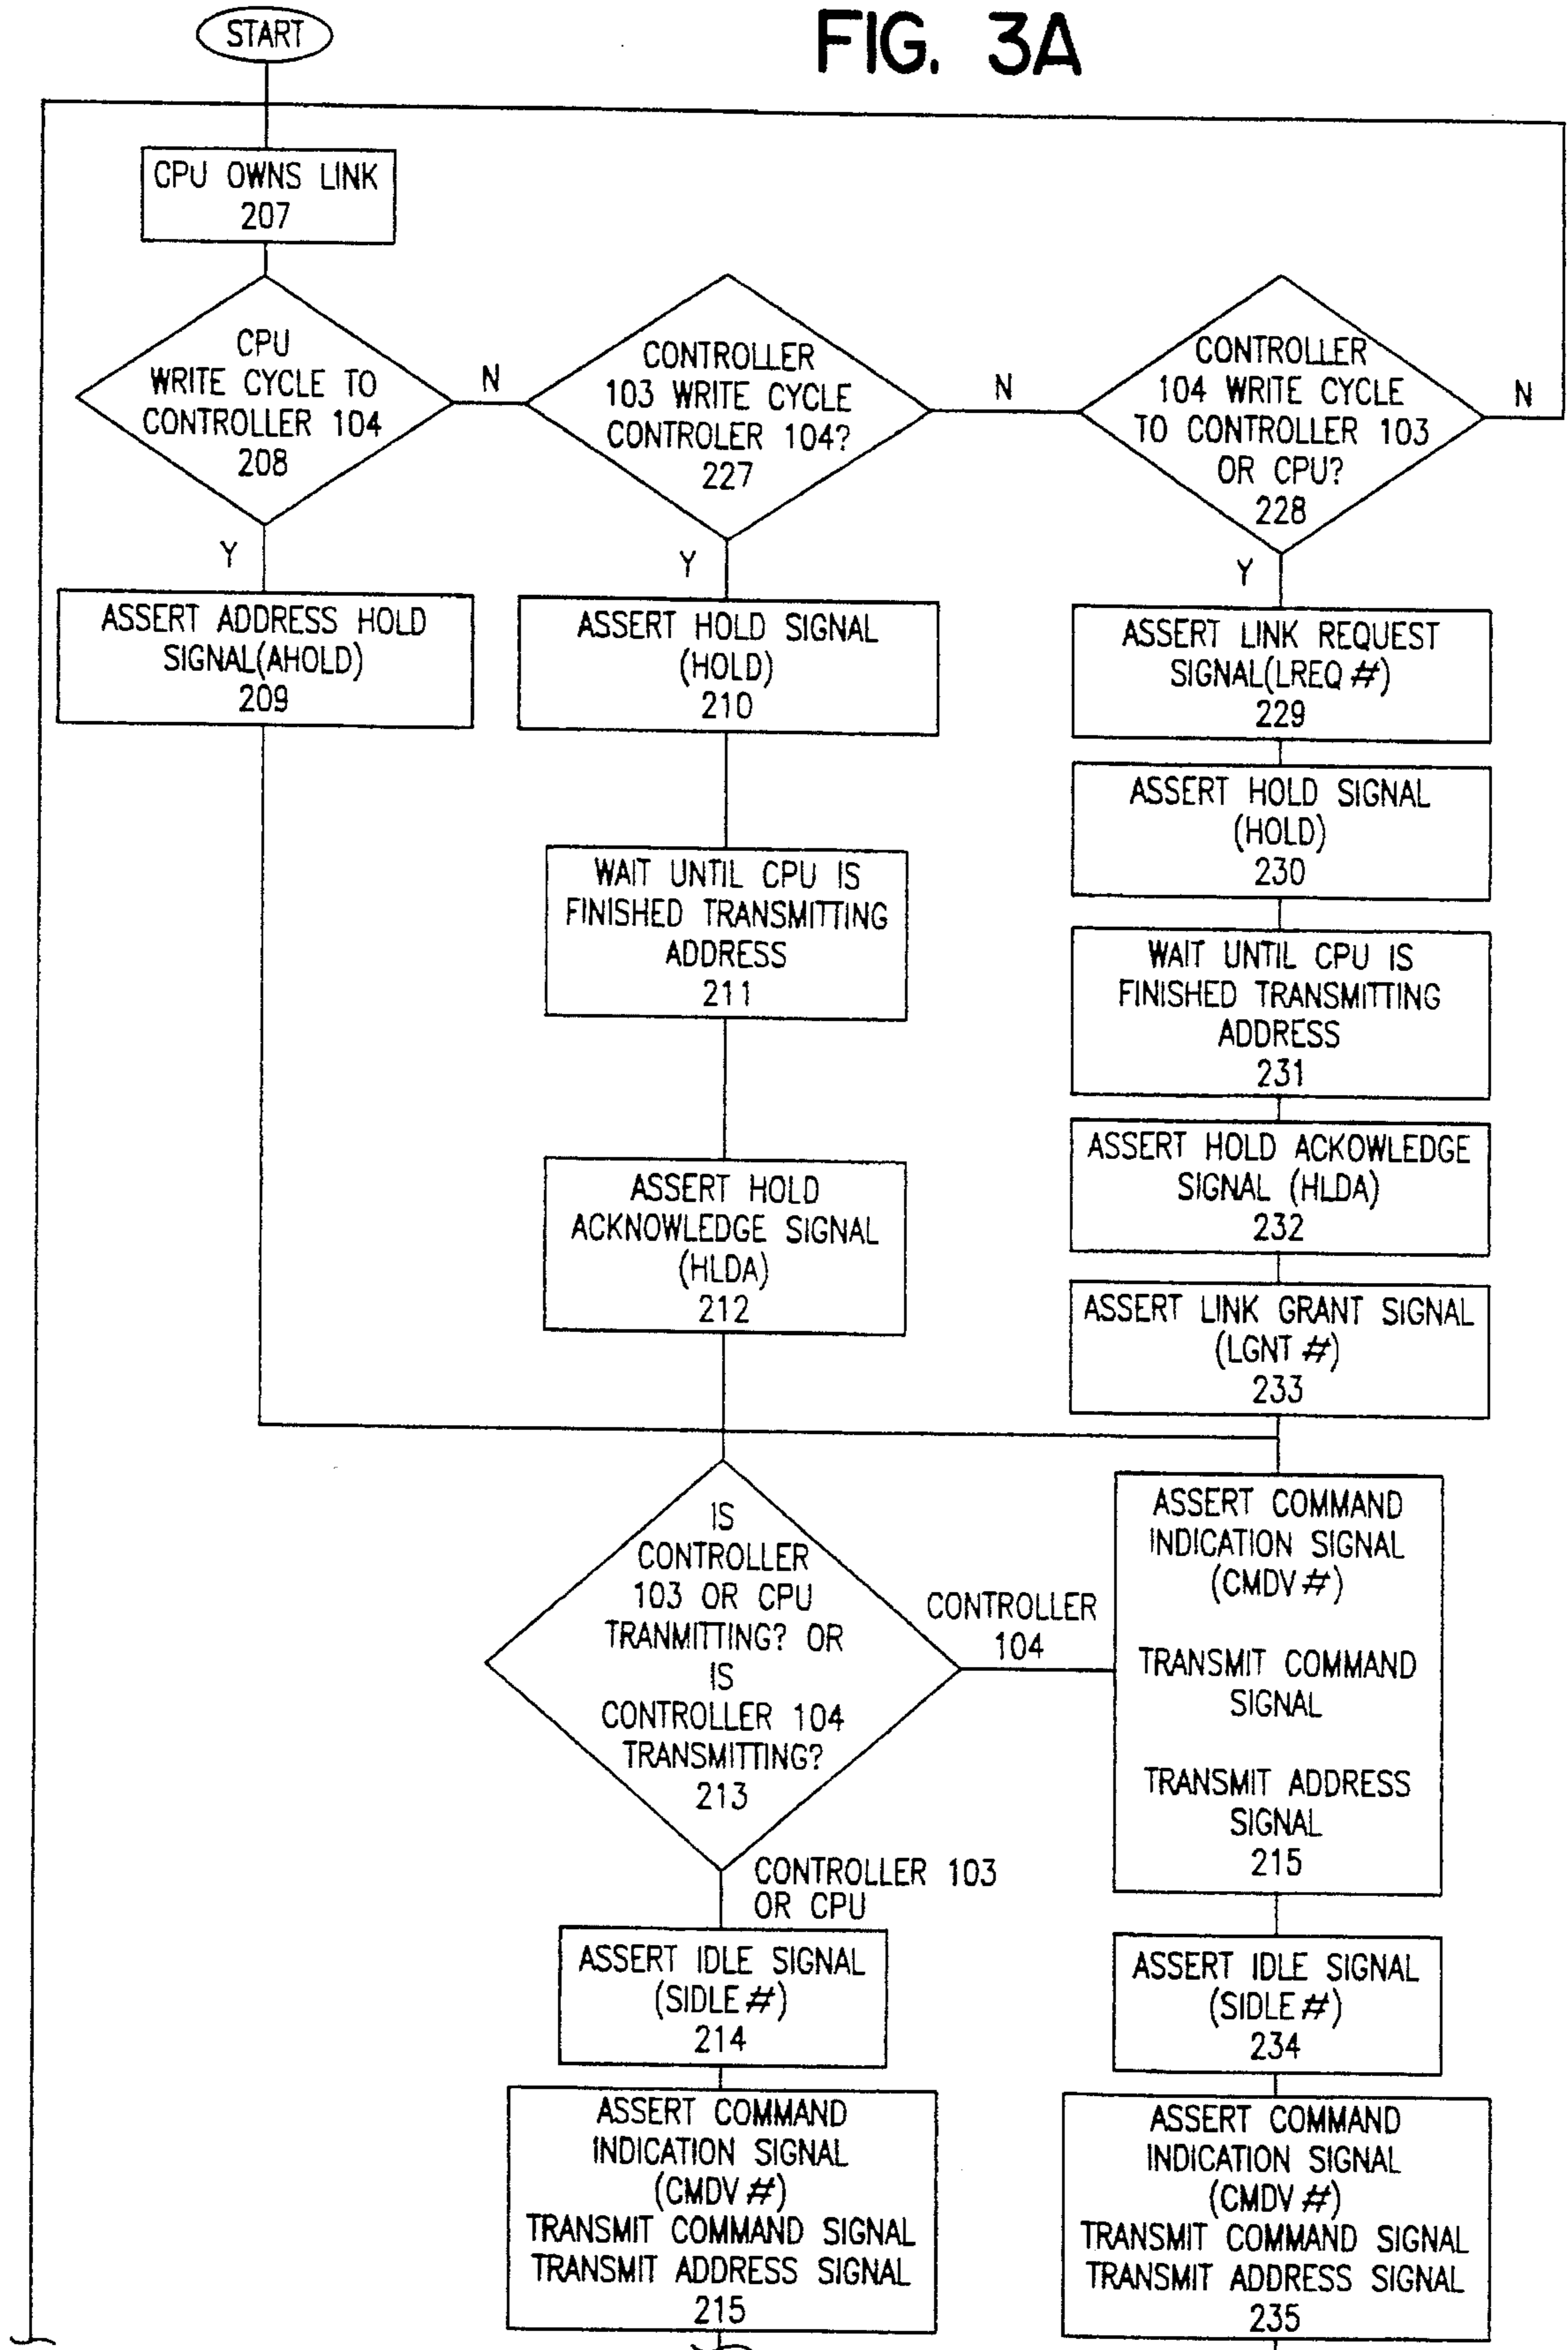 FIG. 3A
START
CPU OWNS LINK
207
CPU
WRITE CYCLE TO
CONTROLLER 104
208
N
CONTROLLER
103 WRITE CYCLE
CONTROLER 104?
227
N
CONTROLLER
104 WRITE CYCLE
TO CONTROLLER 103
OR CPU?
228
N
Y
Y
Y
ASSERT ADDRESS HOLD
SIGNAL(AHOLD)
209
ASSERT HOLD SIGNAL
(HOLD)
210
WAIT UNTIL CPU IS
FINISHED TRANSMITTING
ADDRESS
211
ASSERT HOLD
ACKNOWLEDGE SIGNAL
(HLDA)
212
ASSERT LINK REQUEST
SIGNAL(LREQ #)
229
ASSERT HOLD SIGNAL
(HOLD)
230
WAIT UNTIL CPU IS
FINISHED TRANSMITTING
ADDRESS
231
ASSERT HOLD ACKOWLEDGE
SIGNAL (HLDA)
232
ASSERT LINK GRANT SIGNAL
(LGNT #)
233
IS
CONTROLLER
103 OR CPU
TRANMITTING? OR
IS
CONTROLLER 104
TRANSMITTING?
213
CONTROLLER
104
ASSERT COMMAND
INDICATION SIGNAL
(CMDV #)
TRANSMIT COMMAND
SIGNAL
TRANSMIT ADDRESS
SIGNAL
215
CONTROLLER 103
OR CPU
ASSERT IDLE SIGNAL
(SIDLE #)
214
ASSERT COMMAND
INDICATION SIGNAL
(CMDV #)
TRANSMIT COMMAND SIGNAL
TRANSMIT ADDRESS SIGNAL
215
ASSERT IDLE SIGNAL
(SIDLE #)
234
ASSERT COMMAND
INDICATION SIGNAL
(CMDV #)
TRANSMIT COMMAND SIGNAL
TRANSMIT ADDRESS SIGNAL
235